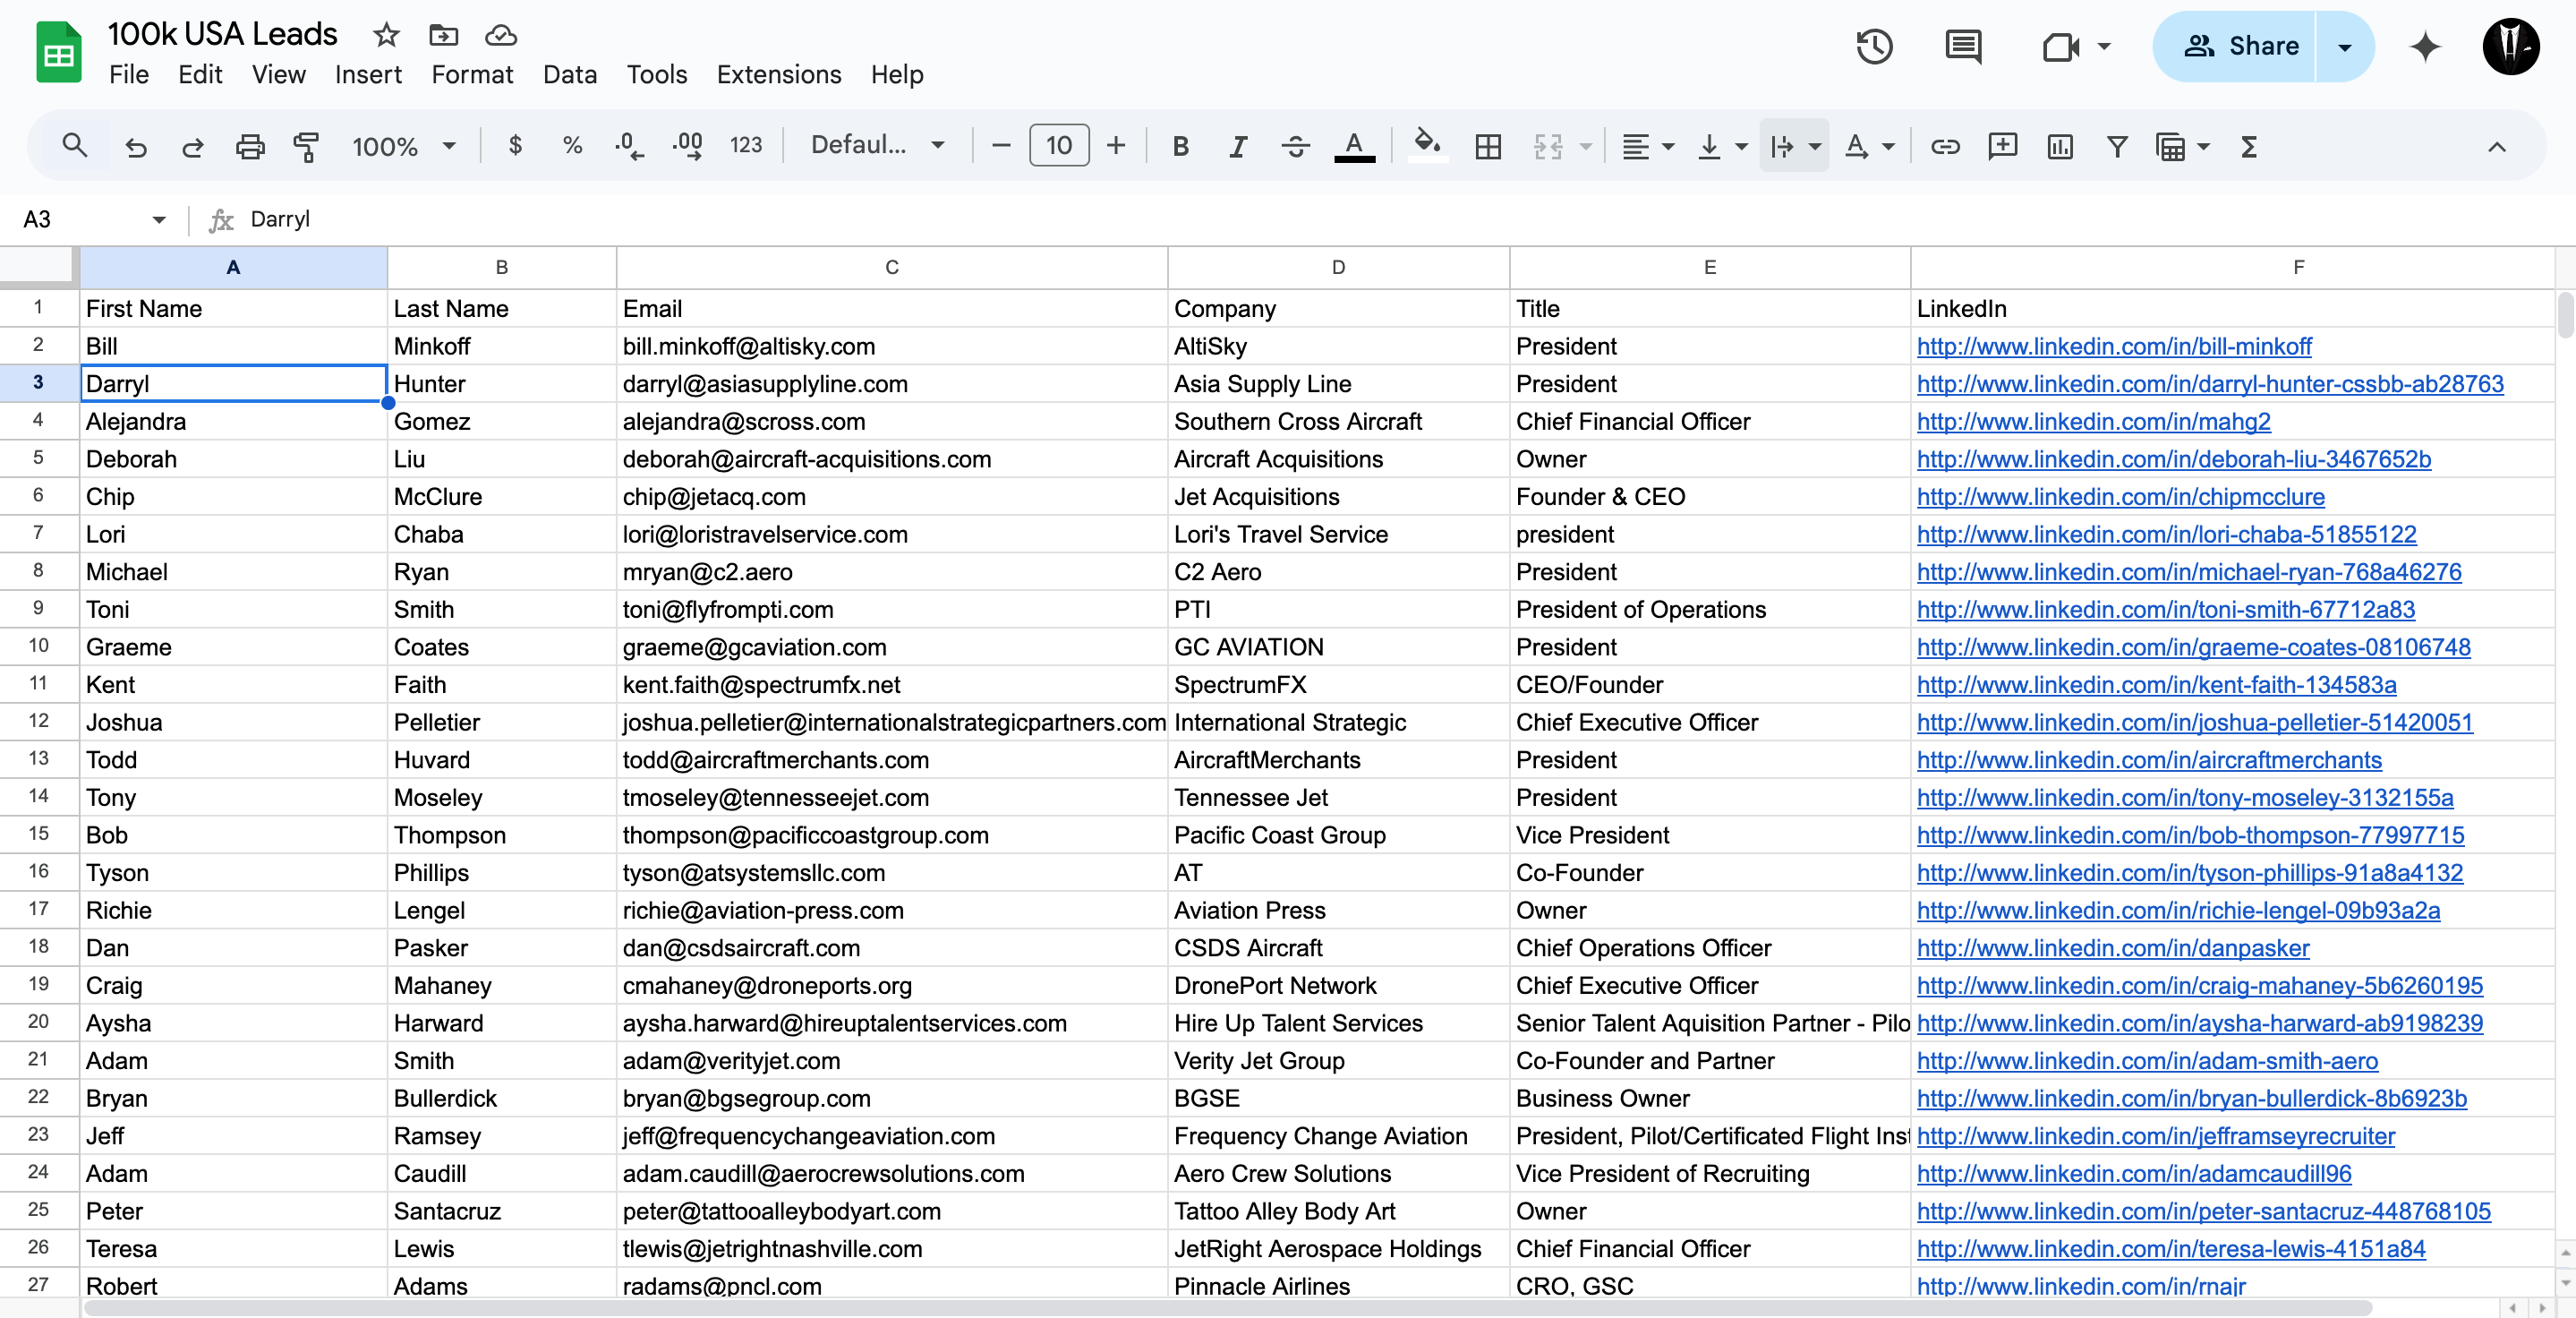 100k USA Leads
File Edit View Insert Format Data Tools Extensions Help
Share
100% $ % .0 .00 123 Defaul... 10 B I A A Σ
A3 fx Darryl
A B C D E F
1 First Name Last Name Email Company Title LinkedIn
2 Bill Minkoff bill.minkoff@altisky.com AltiSky President http://www.linkedin.com/in/bill-minkoff
3 Darryl Hunter darryl@asiasupplyline.com Asia Supply Line President http://www.linkedin.com/in/darryl-hunter-cssbb-ab28763
4 Alejandra Gomez alejandra@scross.com Southern Cross Aircraft Chief Financial Officer http://www.linkedin.com/in/mahg2
5 Deborah Liu deborah@aircraft-acquisitions.com Aircraft Acquisitions Owner http://www.linkedin.com/in/deborah-liu-3467652b
6 Chip McClure chip@jetacq.com Jet Acquisitions Founder & CEO http://www.linkedin.com/in/chipmcclure
7 Lori Chaba lori@loristravelservice.com Lori's Travel Service president http://www.linkedin.com/in/lori-chaba-51855122
8 Michael Ryan mryan@c2.aero C2 Aero President http://www.linkedin.com/in/michael-ryan-768a46276
9 Toni Smith toni@flyfrompti.com PTI President of Operations http://www.linkedin.com/in/toni-smith-67712a83
10 Graeme Coates graeme@gcaviation.com GC AVIATION President http://www.linkedin.com/in/graeme-coates-08106748
11 Kent Faith kent.faith@spectrumfx.net SpectrumFX CEO/Founder http://www.linkedin.com/in/kent-faith-134583a
12 Joshua Pelletier joshua.pelletier@internationalstrategicpartners.com International Strategic Chief Executive Officer http://www.linkedin.com/in/joshua-pelletier-51420051
13 Todd Huvard todd@aircraftmerchants.com AircraftMerchants President http://www.linkedin.com/in/aircraftmerchants
14 Tony Moseley tmoseley@tennesseejet.com Tennessee Jet President http://www.linkedin.com/in/tony-moseley-3132155a
15 Bob Thompson thompson@pacificcoastgroup.com Pacific Coast Group Vice President http://www.linkedin.com/in/bob-thompson-77997715
16 Tyson Phillips tyson@atsystemsllc.com AT Co-Founder http://www.linkedin.com/in/tyson-phillips-91a8a4132
17 Richie Lengel richie@aviation-press.com Aviation Press Owner http://www.linkedin.com/in/richie-lengel-09b93a2a
18 Dan Pasker dan@csdsaircraft.com CSDS Aircraft Chief Operations Officer http://www.linkedin.com/in/danpasker
19 Craig Mahaney cmahaney@droneports.org DronePort Network Chief Executive Officer http://www.linkedin.com/in/craig-mahaney-5b6260195
20 Aysha Harward aysha.harward@hireuptalentservices.com Hire Up Talent Services Senior Talent Aquisition Partner - Pilo http://www.linkedin.com/in/aysha-harward-ab9198239
21 Adam Smith adam@verityjet.com Verity Jet Group Co-Founder and Partner http://www.linkedin.com/in/adam-smith-aero
22 Bryan Bullerdick bryan@bgsegroup.com BGSE Business Owner http://www.linkedin.com/in/bryan-bullerdick-8b6923b
23 Jeff Ramsey jeff@frequencychangeaviation.com Frequency Change Aviation President, Pilot/Certificated Flight Inst http://www.linkedin.com/in/jefframseyrecruiter
24 Adam Caudill adam.caudill@aerocrewsolutions.com Aero Crew Solutions Vice President of Recruiting http://www.linkedin.com/in/adamcaudill96
25 Peter Santacruz peter@tattooalleybodyart.com Tattoo Alley Body Art Owner http://www.linkedin.com/in/peter-santacruz-448768105
26 Teresa Lewis tlewis@jetrightnashville.com JetRight Aerospace Holdings Chief Financial Officer http://www.linkedin.com/in/teresa-lewis-4151a84
27 Robert Adams radams@pncl.com Pinnacle Airlines CRO, GSC http://www.linkedin.com/in/rnajr